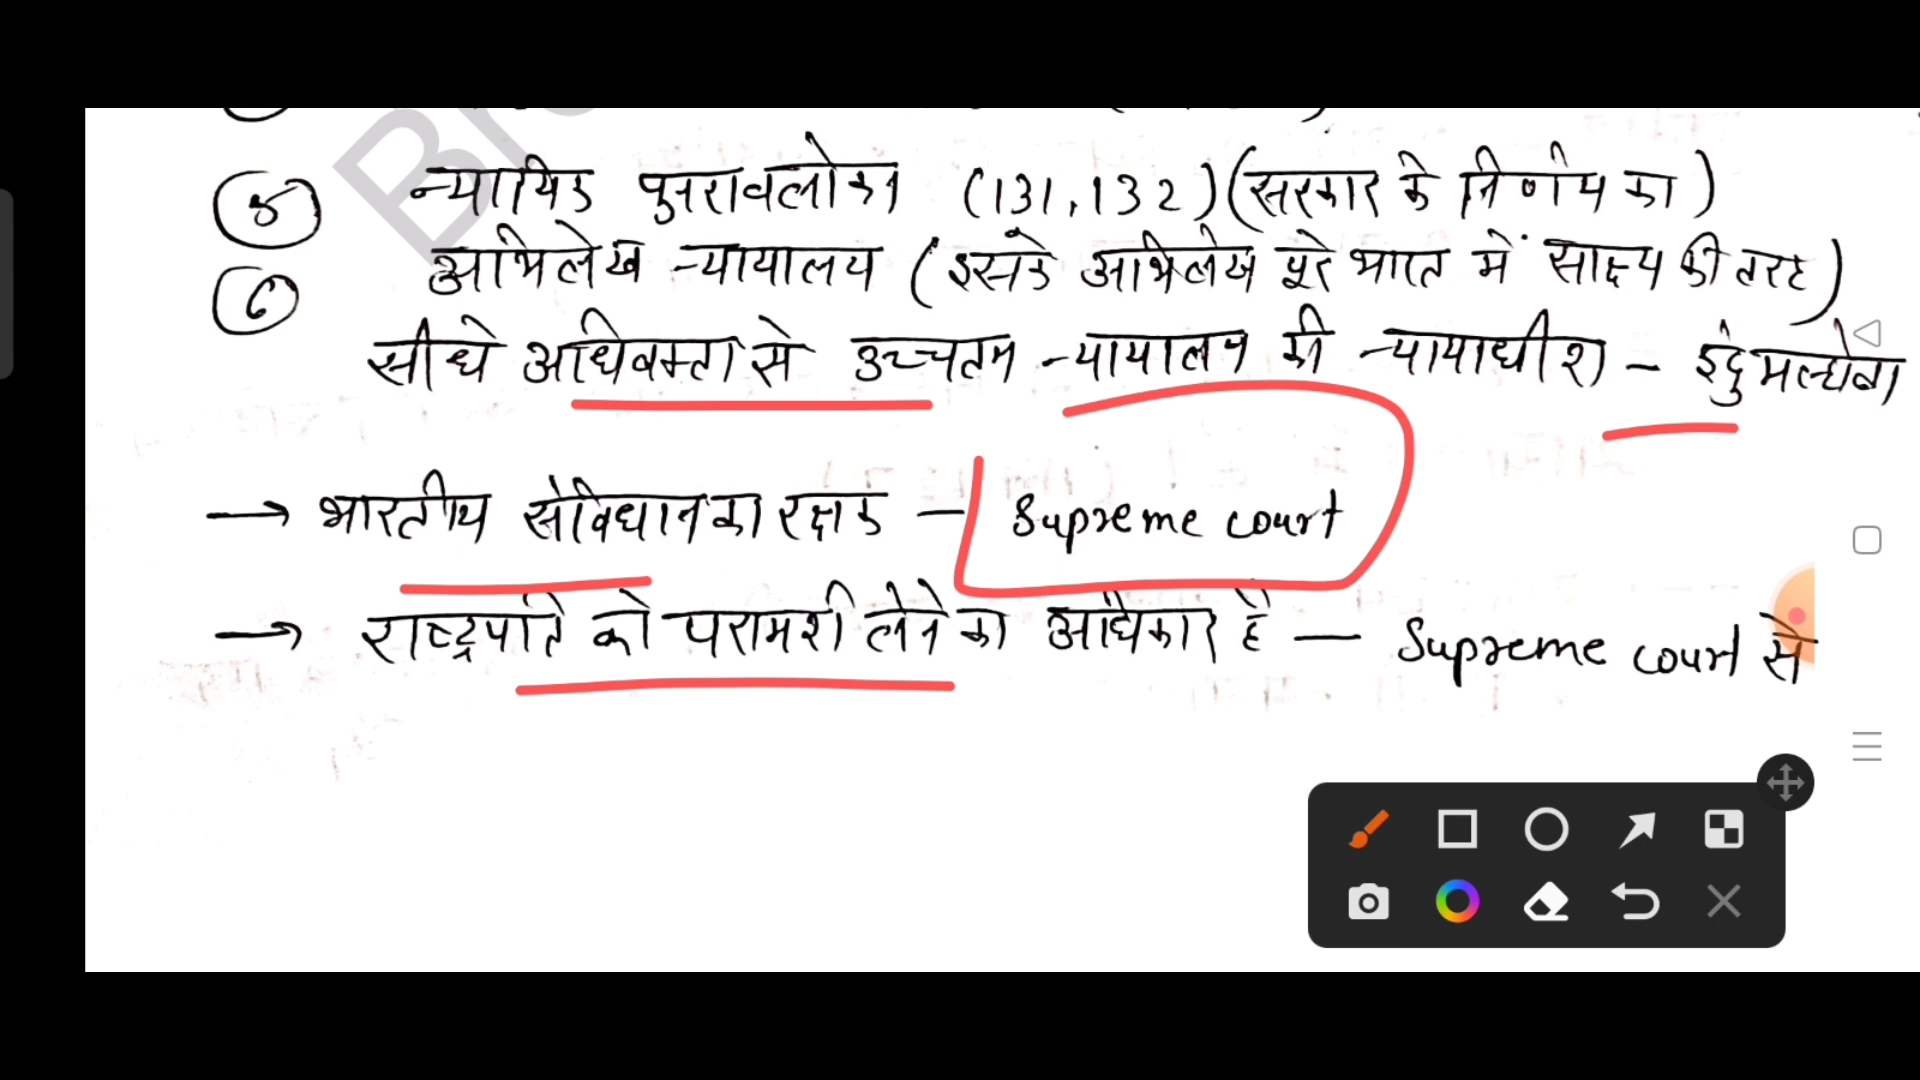 Br
5 न्यायिक पुनरावलोकन (131,132) (सरकार के निर्णय का)
6 अभिलेख न्यायालय (इसके अभिलेख पूरे भारत में साक्ष्य की तरह)
सीधे अधिवक्ता से उच्चतम न्यायालय की न्यायाधीश - इंदु मल्होत्रा
→ भारतीय संविधान का रक्षक - Supreme court
→ राष्ट्रपति को परामर्श लेने का अधिकार है - Supreme court से